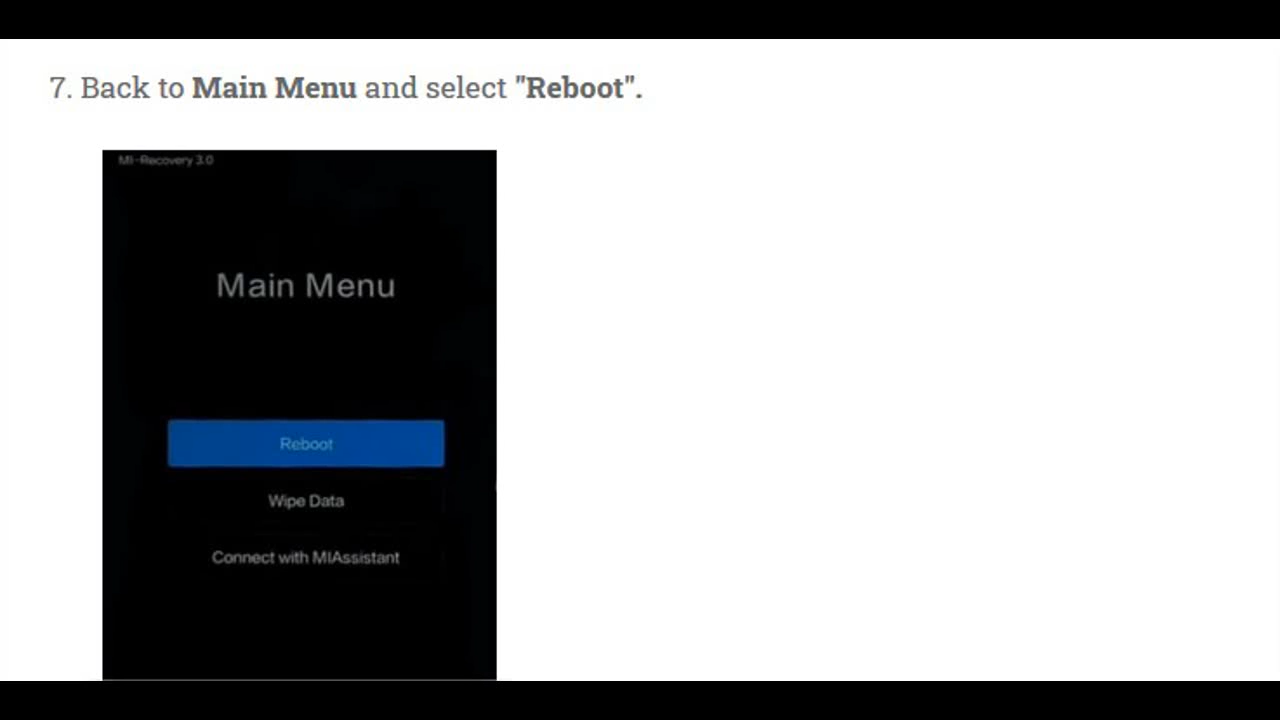 7. Back to Main Menu and select "Reboot".
MI-Recovery 3.0
Main Menu
Reboot
Wipe Data
Connect with MIAssistant